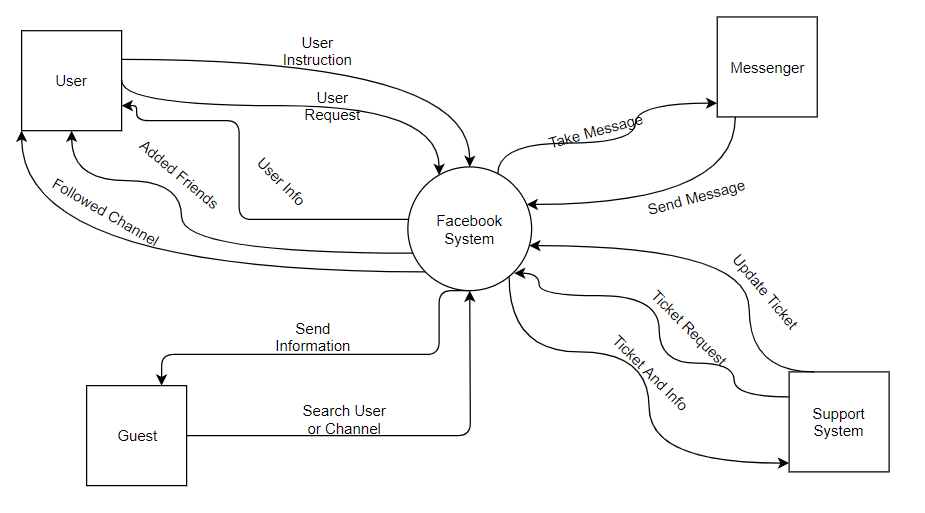 User
User
Instruction
User
Request
User Info
Added Friends
Followed Channel
Messenger
Take Message
Send Message
Facebook
System
Update Ticket
Ticket Request
Ticket And Info
Support
System
Send
Information
Search User
or Channel
Guest